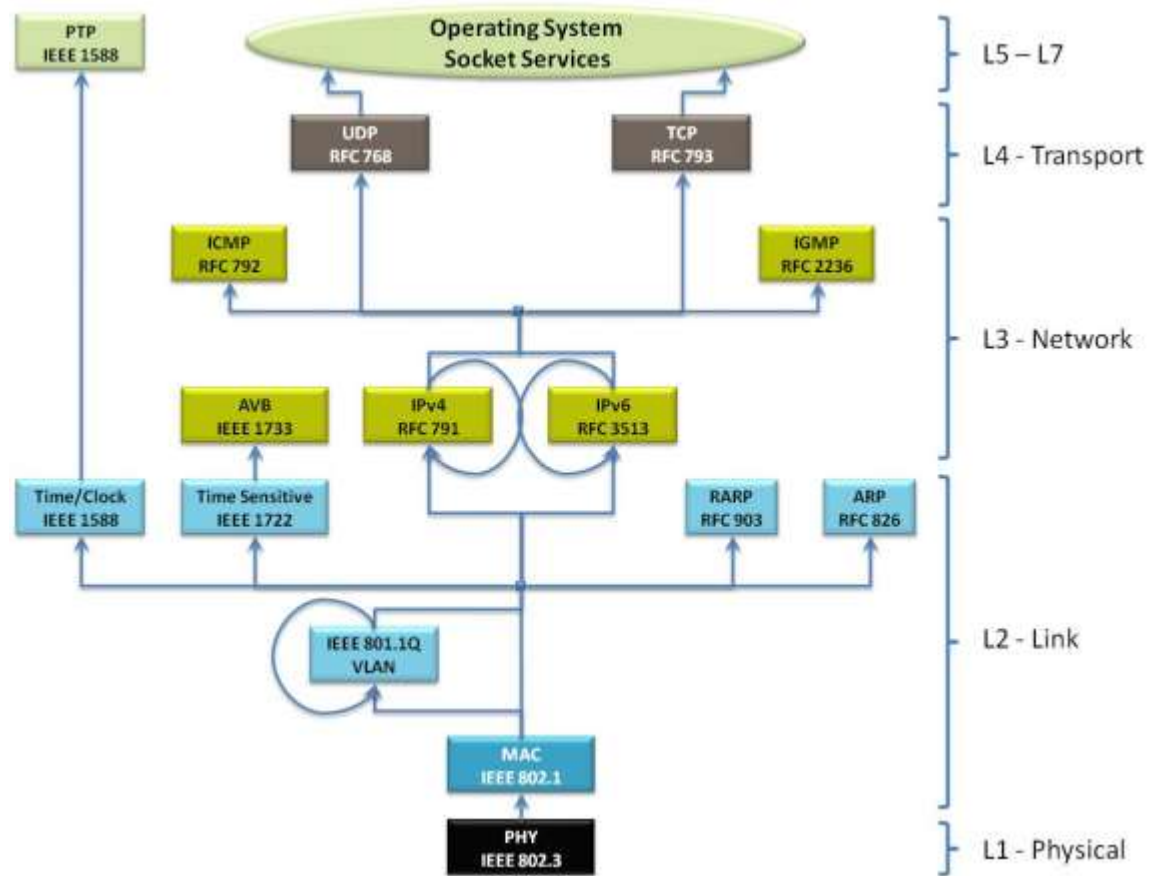 PTP
IEEE 1588
Operating System
Socket Services
L5 – L7
UDP
RFC 768
TCP
RFC 793
L4 - Transport
ICMP
RFC 792
IGMP
RFC 2236
L3 - Network
AVB
IEEE 1733
IPv4
RFC 791
IPv6
RFC 3513
Time/Clock
IEEE 1588
Time Sensitive
IEEE 1722
RARP
RFC 903
ARP
RFC 826
IEEE 801.1Q
VLAN
L2 - Link
MAC
IEEE 802.1
PHY
IEEE 802.3
L1 - Physical